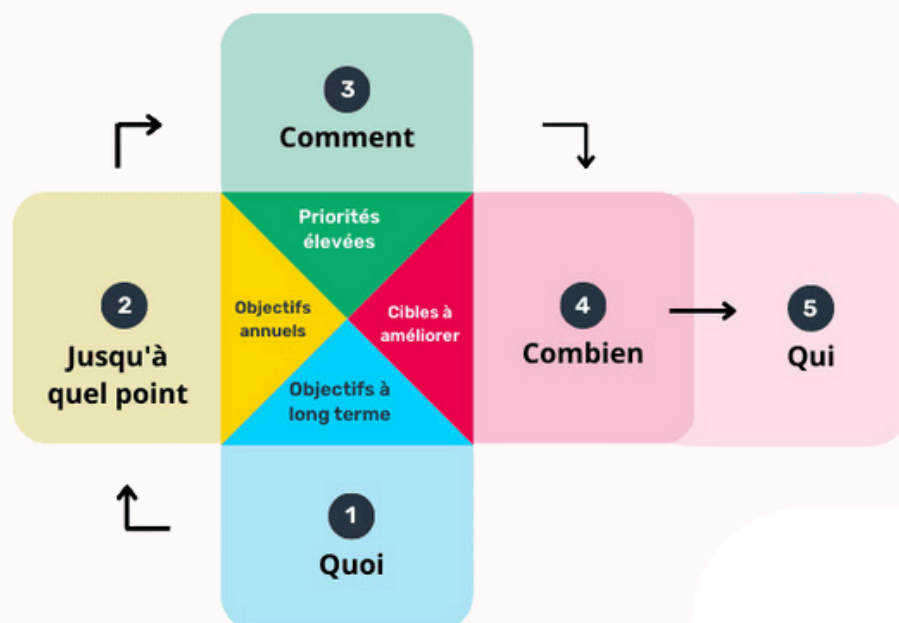 3
Comment
Priorités
élevées
2
Jusqu'à
quel point
Objectifs
annuels
Cibles à
améliorer
4
Combien
5
Qui
Objectifs à
long terme
1
Quoi